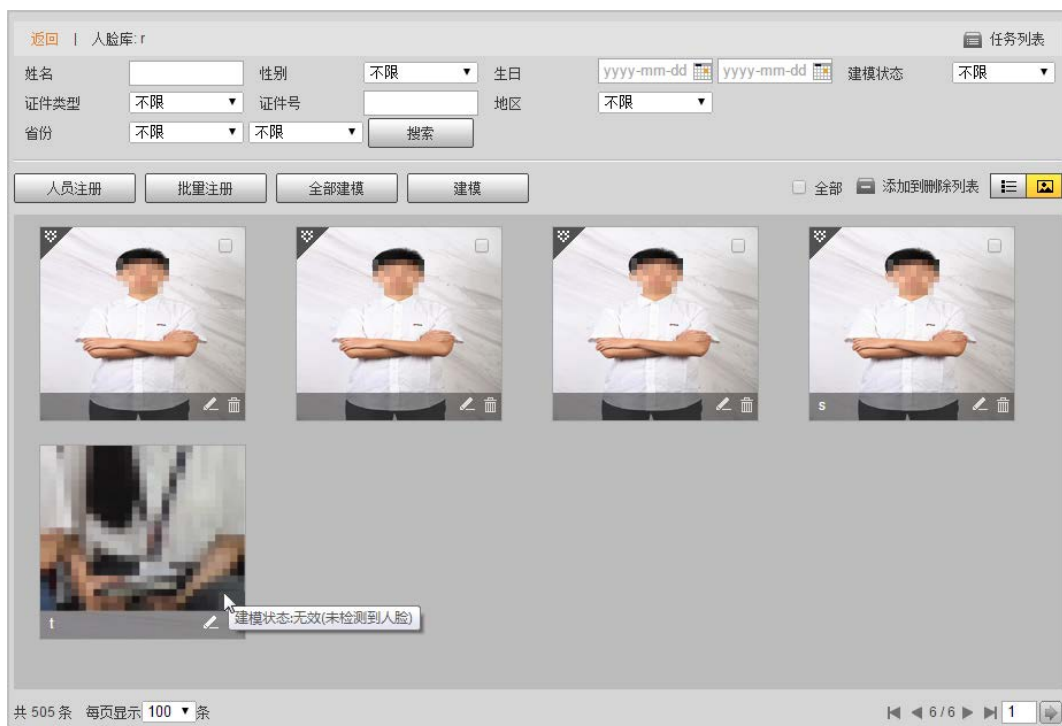 返回 | 人脸库: r 任务列表
姓名 性别 不限 生日 yyyy-mm-dd yyyy-mm-dd 建模状态 不限
证件类型 不限 证件号 地区 不限
省份 不限 不限 搜索
人员注册 批量注册 全部建模 建模 全部 添加到删除列表
s
t
建模状态:无效(未检测到人脸)
共 505 条 每页显示 100 条 6/6 1